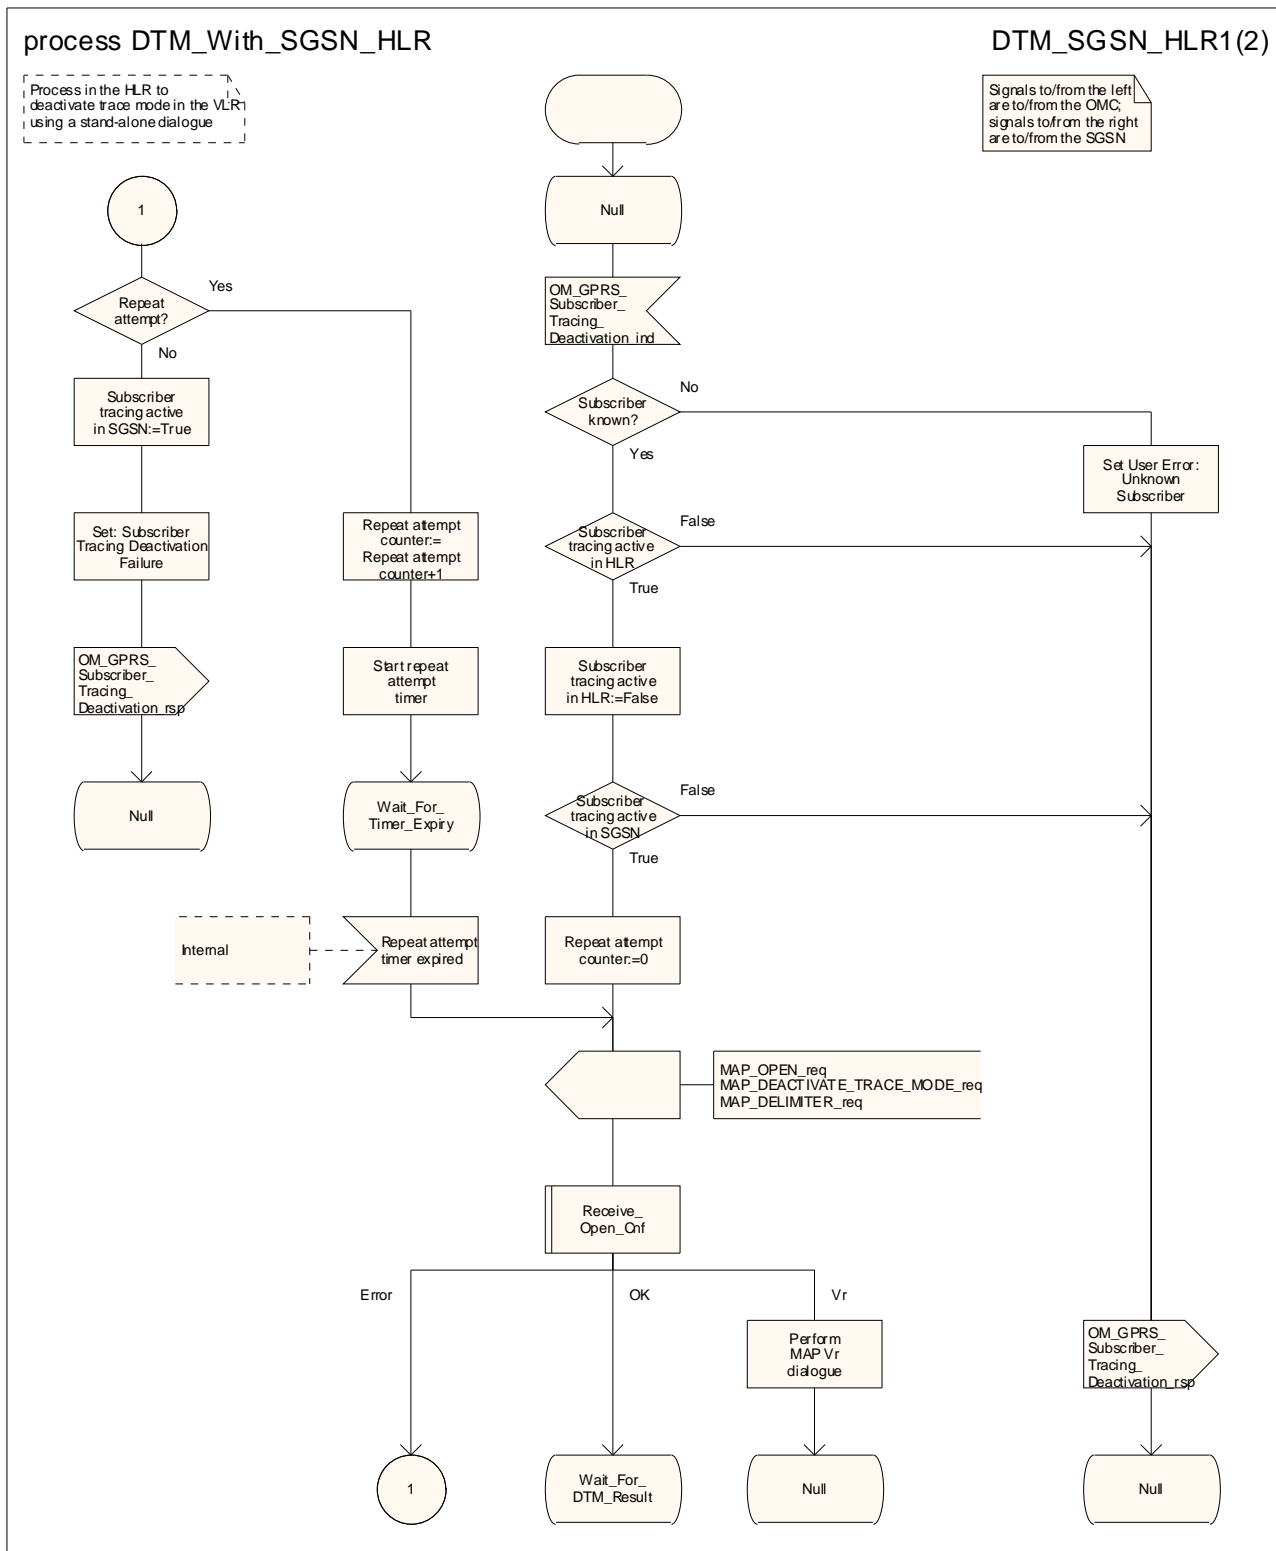 process DTM_With_SGSN_HLR
DTM_SGSN_HLR1(2)
Process in the HLR to
deactivate trace mode in the VLR
using a stand-alone dialogue
Signals to/from the left
are to/from the OMC;
signals to/from the right
are to/from the SGSN
1
Null
Repeat
attempt?
Yes
No
OM_GPRS_
Subscriber_
Tracing_
Deactivation_ind
Subscriber
tracing active
in SGSN:=True
Subscriber
known?
No
Yes
Set User Error:
Unknown
Subscriber
Set: Subscriber
Tracing Deactivation
Failure
Repeat attempt
counter:=
Repeat attempt
counter+1
Subscriber
tracing active
in HLR
False
True
OM_GPRS_
Subscriber_
Tracing_
Deactivation_rsp
Start repeat
attempt
timer
Subscriber
tracing active
in HLR:=False
Null
Wait_For_
Timer_Expiry
Subscriber
tracing active
in SGSN
False
True
Internal
Repeat attempt
timer expired
Repeat attempt
counter:=0
MAP_OPEN_req
MAP_DEACTIVATE_TRACE_MODE_req
MAP_DELIMITER_req
Receive_
Open_Cnf
Error
OK
Vr
Perform
MAP Vr
dialogue
OM_GPRS_
Subscriber_
Tracing_
Deactivation_rsp
1
Wait_For_
DTM_Result
Null
Null